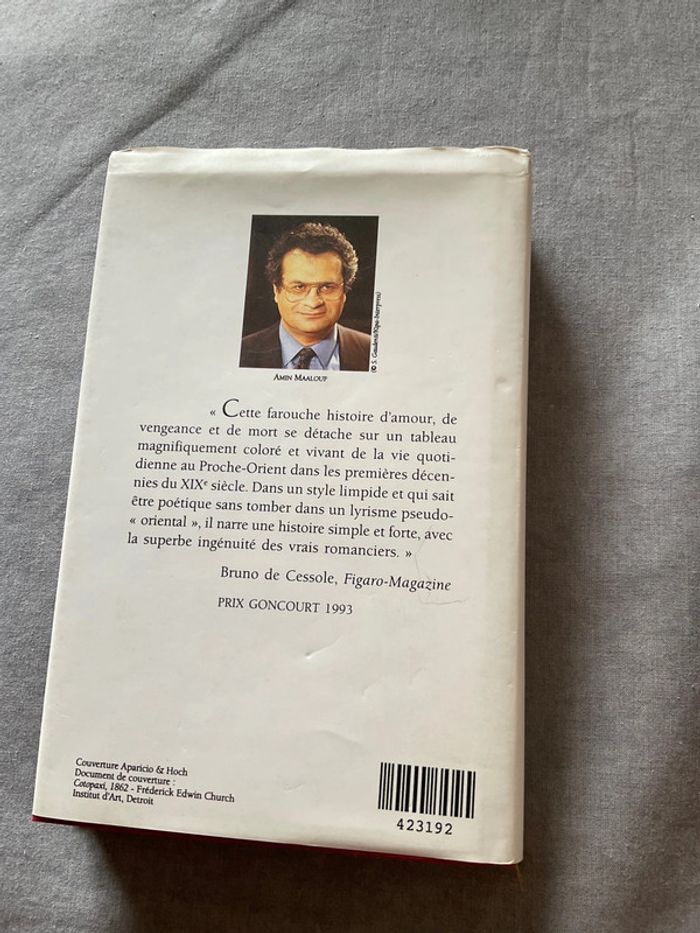 (© S. Gaudenti/Kipa-Interpress)
AMIN MAALOUF
« Cette farouche histoire d'amour, de
vengeance et de mort se détache sur un tableau
magnifiquement coloré et vivant de la vie quoti-
dienne au Proche-Orient dans les premières décen-
nies du XIXe siècle. Dans un style limpide et qui sait
être poétique sans tomber dans un lyrisme pseudo-
« oriental », il narre une histoire simple et forte, avec
la superbe ingénuité des vrais romanciers. »
Bruno de Cessole, Figaro-Magazine
PRIX GONCOURT 1993
Couverture Aparicio & Hoch
Document de couverture :
Cotopaxi, 1862 - Fréderick Edwin Church
Institut d'Art, Detroit
423192